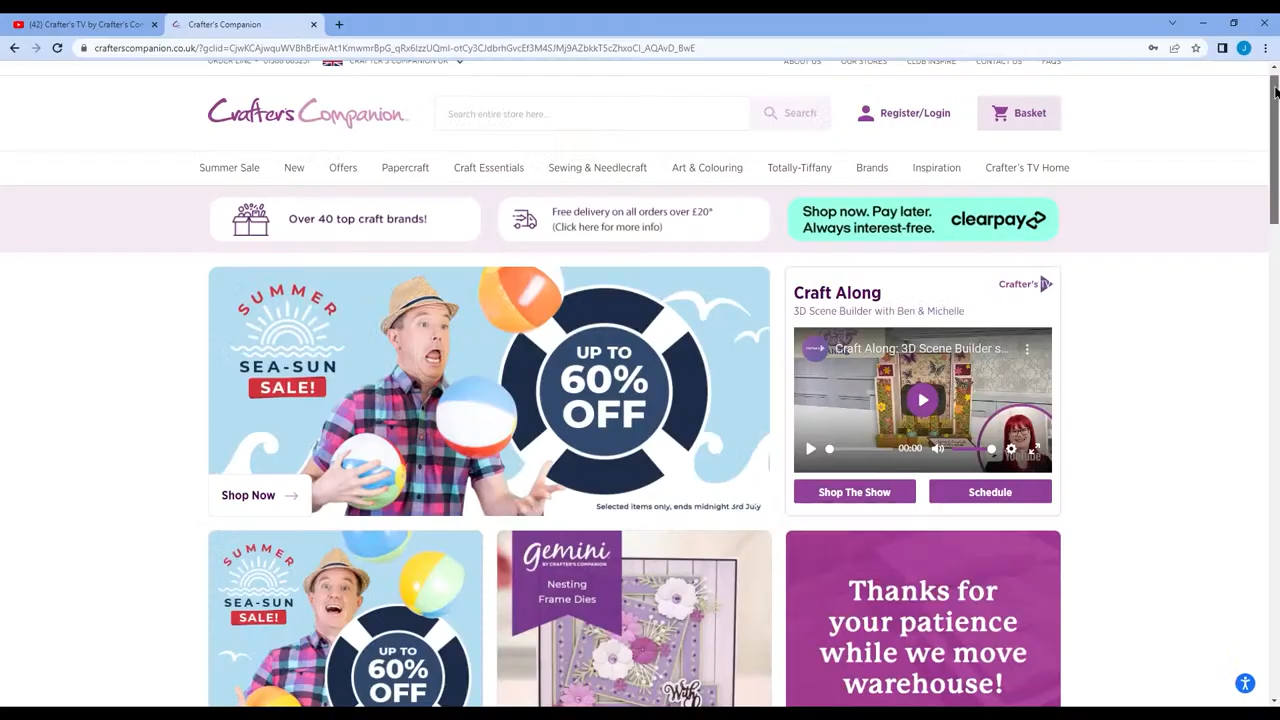 (42) Crafter's TV by Crafter's Co
Crafter's Companion
crafterscompanion.co.uk/?gclid=
ORDER LINE
CRAFTER'S COMPANION UK
ABOUT US
OUR STORES
CLUB INSPIRE
CONTACT US
FAQS
Crafter's Companion
Search entire store here...
Search
Register/Login
Basket
Summer Sale
New
Offers
Papercraft
Craft Essentials
Sewing & Needlecraft
Art & Colouring
Totally-Tiffany
Brands
Inspiration
Crafter's TV Home
Over 40 top craft brands!
Free delivery on all orders over £20*
(Click here for more info)
Shop now. Pay later.
Always interest-free.
clearpay
SUMMER
SEA-SUN
SALE!
UP TO
60%
OFF
Shop Now
Selected items only, ends midnight 3rd July
Crafter's TV
Craft Along
3D Scene Builder with Ben & Michelle
Craft Along: 3D Scene Builder s...
00:00
YouTube
Shop The Show
Schedule
SUMMER
SEA-SUN
SALE!
UP TO
60%
OFF
gemini
BY CRAFTER'S COMPANION
Nesting
Frame Dies
With
Thanks for
your patience
while we move
warehouse!